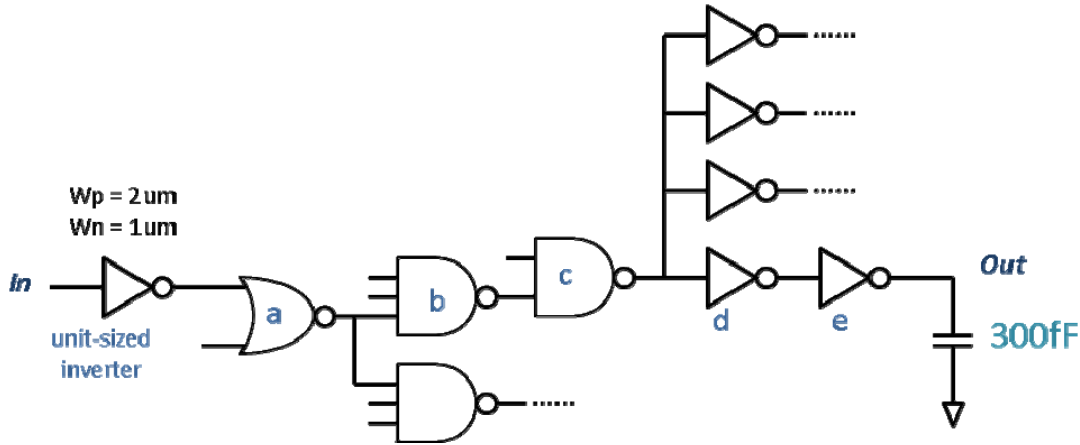 Wp = 2um
Wn = 1um
In
unit-sized
inverter
a
b
c
d
e
Out
300fF